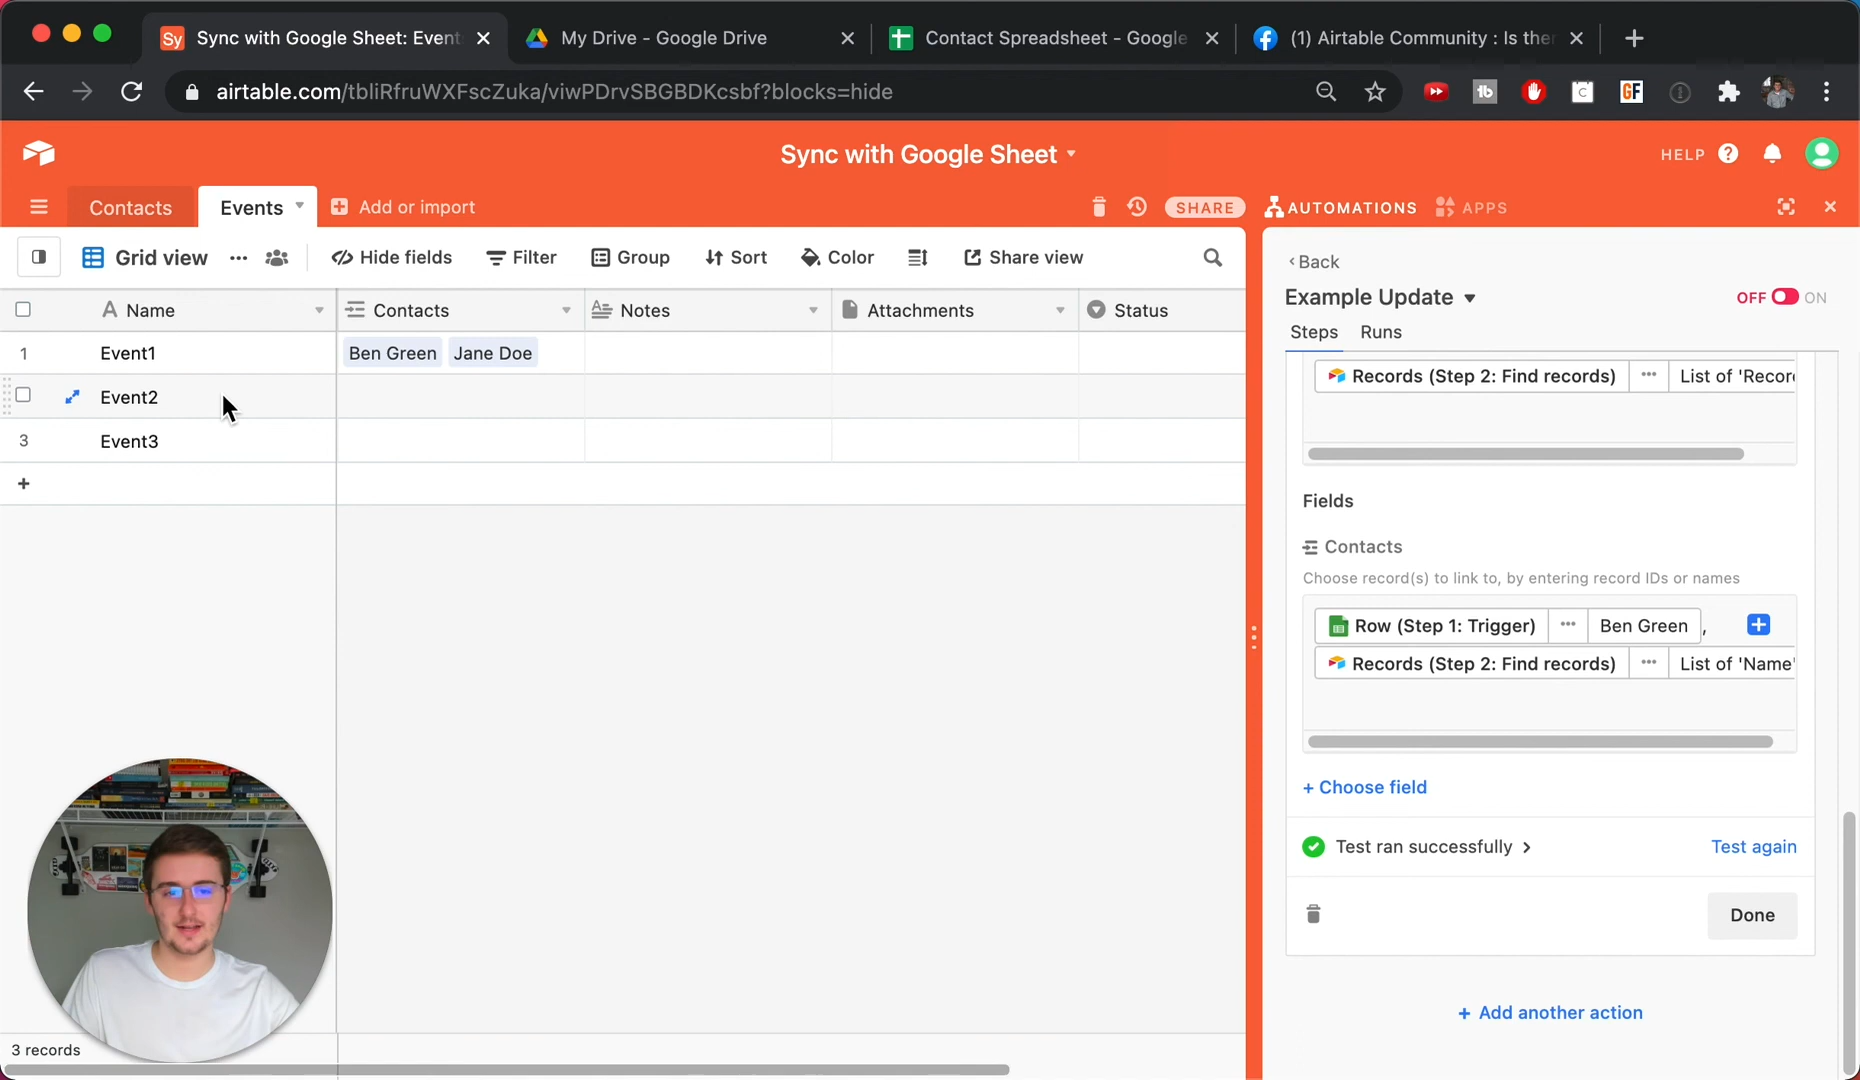 Sy Sync with Google Sheet: Event
My Drive - Google Drive
Contact Spreadsheet - Google
(1) Airtable Community : Is ther
airtable.com/tbliRfruWXFscZuka/viwPDrvSBGBDKcsbf?blocks=hide
tb
C
GF
Sync with Google Sheet
HELP
Contacts
Events
Add or import
SHARE
AUTOMATIONS
APPS
Grid view
Hide fields
Filter
Group
Sort
Color
Share view
Name
Contacts
Notes
Attachments
Status
1 Event1 Ben Green Jane Doe
Event2
3 Event3
+
3 records
Back
Example Update
OFF ON
Steps Runs
Records (Step 2: Find records) ... List of 'Recor
Fields
Contacts
Choose record(s) to link to, by entering record IDs or names
Row (Step 1: Trigger) ... Ben Green ,
Records (Step 2: Find records) ... List of 'Name'
+ Choose field
Test ran successfully
Test again
Done
+ Add another action